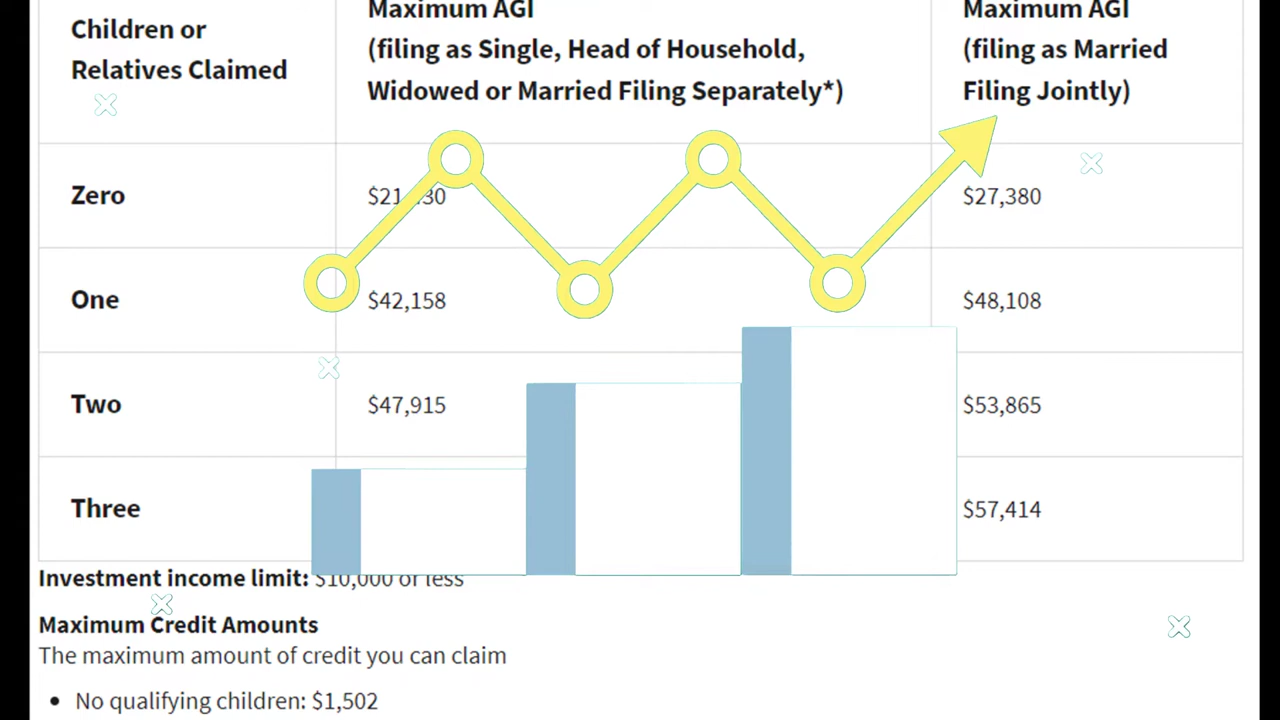 Children or
Relatives Claimed
Maximum AGI
(filing as Single, Head of Household,
Widowed or Married Filing Separately*)
Maximum AGI
(filing as Married
Filing Jointly)
Zero
$27,380
One $42,158 $48,108
Two $47,915 $53,865
Three $57,414
Investment income limit: $10,000 or less
Maximum Credit Amounts
The maximum amount of credit you can claim
• No qualifying children: $1,502